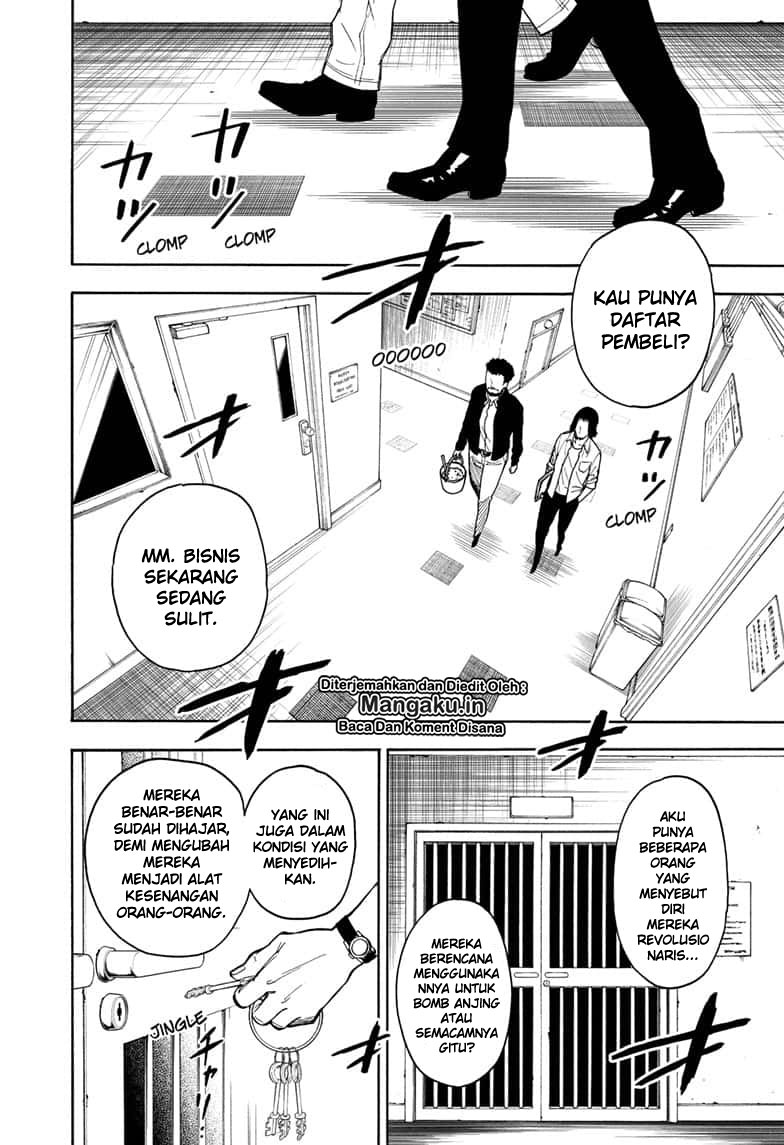 カッ
カッ
CLOMP
CLOMP
KAU PUNYA
DAFTAR
PEMBELI?
OOOOOO
カッ
CLOMP
MM. BISNIS
SEKARANG
SEDANG
SULIT.
Diterjemahkan dan Diedit Oleh :
Mangaku.in
Baca Dan Koment Disana
AKU
PUNYA
BEBERAPA
ORANG
YANG
MENYEBUT
DIRI
MEREKA
REVOLUSIO
NARIS...
MEREKA
BERENCANA
MENGGUNAKA
NNYA UNTUK
BOMB ANJING
ATAU
SEMACAMNYA
GITU?
YANG INI
JUGA DALAM
KONDISI YANG
MENYEDIH-
KAN.
MEREKA
BENAR-BENAR
SUDAH DIHAJAR,
DEMI MENGUBAH
MEREKA
MENJADI ALAT
KESENANGAN
ORANG-ORANG.
JINGLE
イチャ